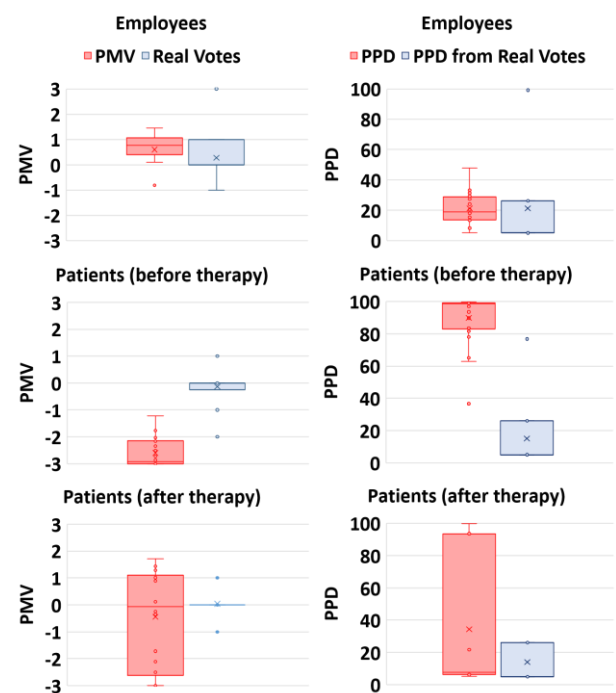 Employees
PMV Real Votes
3
2
1
0
-1
-2
-3
PMV
Employees
PPD PPD from Real Votes
100
80
60
40
20
0
PPD
Patients (before therapy)
3
2
1
0
-1
-2
-3
PMV
Patients (before therapy)
100
80
60
40
20
0
PPD
Patients (after therapy)
3
2
1
0
-1
-2
-3
PMV
Patients (after therapy)
100
80
60
40
20
0
PPD